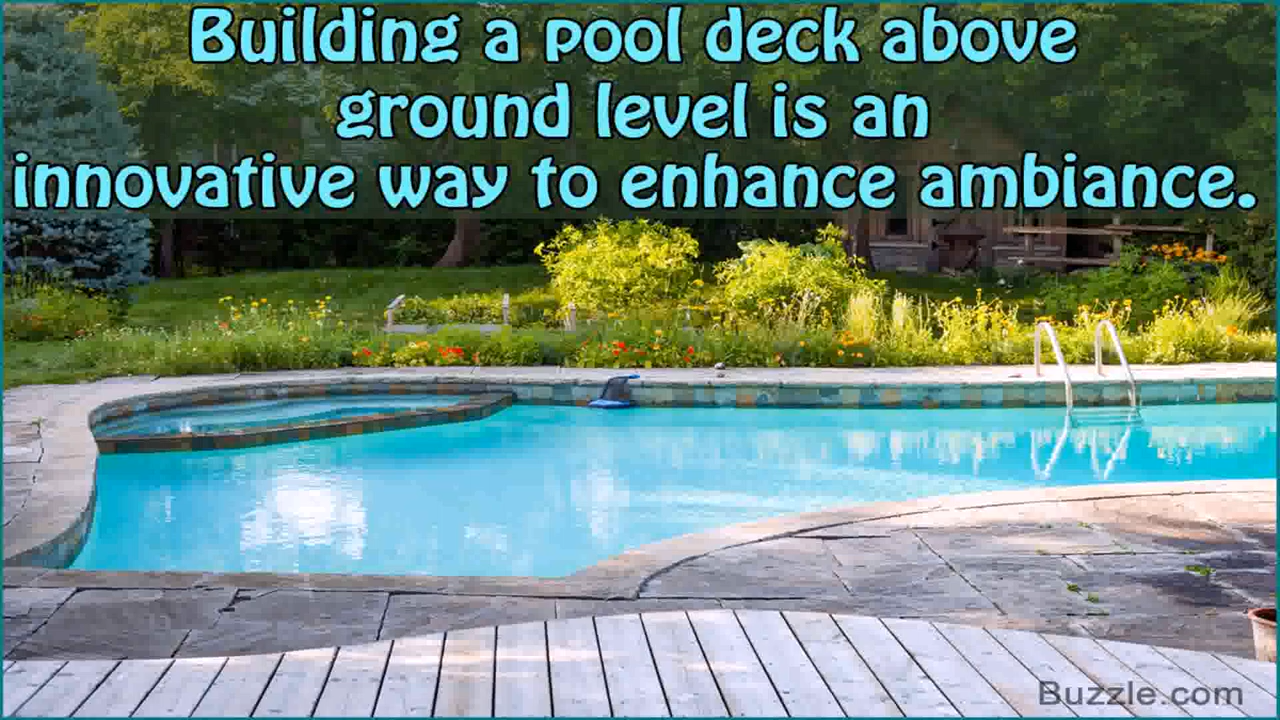 Building a pool deck above
ground level is an
innovative way to enhance ambiance.
Buzzle.com